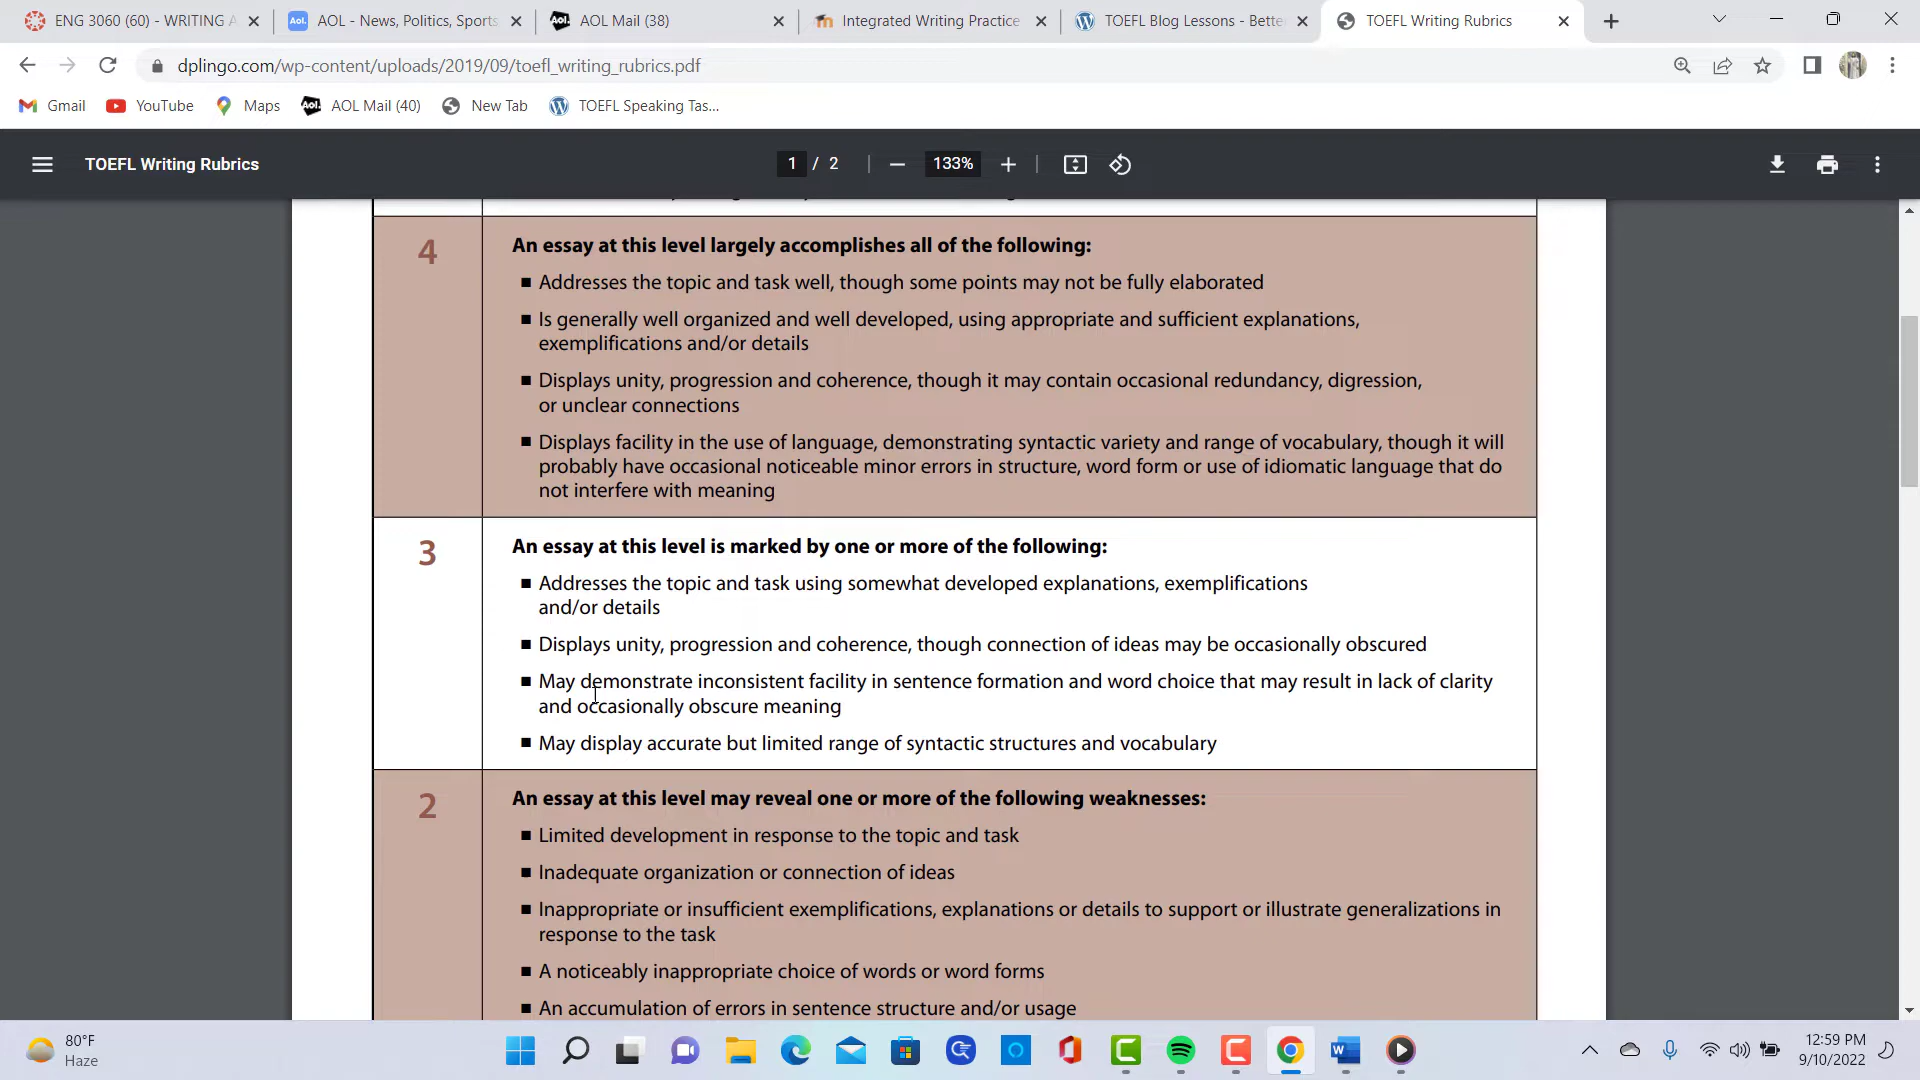 ENG 3060 (60) - WRITING A
AOL - News, Politics, Sports
AOL Mail (38)
Integrated Writing Practice
TOEFL Blog Lessons - Bette
TOEFL Writing Rubrics
dplingo.com/wp-content/uploads/2019/09/toefl_writing_rubrics.pdf
Gmail
YouTube
Maps
AOL Mail (40)
New Tab
TOEFL Speaking Tas...
TOEFL Writing Rubrics
1 / 2
133%
4
An essay at this level largely accomplishes all of the following:
■ Addresses the topic and task well, though some points may not be fully elaborated
■ Is generally well organized and well developed, using appropriate and sufficient explanations,
exemplifications and/or details
■ Displays unity, progression and coherence, though it may contain occasional redundancy, digression,
or unclear connections
■ Displays facility in the use of language, demonstrating syntactic variety and range of vocabulary, though it will
probably have occasional noticeable minor errors in structure, word form or use of idiomatic language that do
not interfere with meaning
3
An essay at this level is marked by one or more of the following:
■ Addresses the topic and task using somewhat developed explanations, exemplifications
and/or details
■ Displays unity, progression and coherence, though connection of ideas may be occasionally obscured
■ May demonstrate inconsistent facility in sentence formation and word choice that may result in lack of clarity
and occasionally obscure meaning
■ May display accurate but limited range of syntactic structures and vocabulary
2
An essay at this level may reveal one or more of the following weaknesses:
■ Limited development in response to the topic and task
■ Inadequate organization or connection of ideas
■ Inappropriate or insufficient exemplifications, explanations or details to support or illustrate generalizations in
response to the task
■ A noticeably inappropriate choice of words or word forms
■ An accumulation of errors in sentence structure and/or usage
80°F
Haze
12:59 PM
9/10/2022